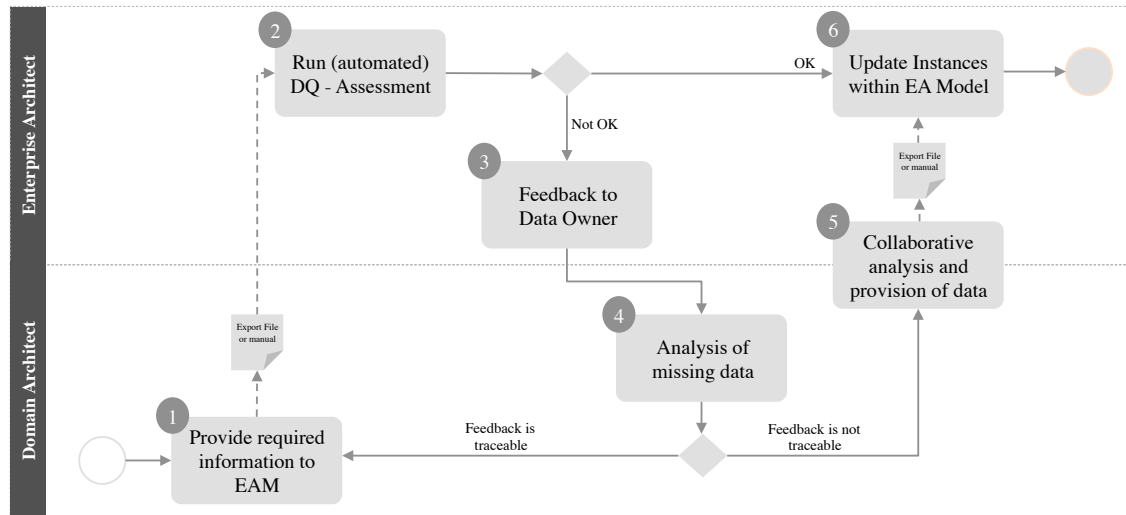 Enterprise Architect
2
Run (automated)
DQ - Assessment
OK
6
Update Instances
within EA Model
Not OK
3
Feedback to
Data Owner
Export File
or manual
5
Collaborative
analysis and
provision of data
Domain Architect
Export File
or manual
4
Analysis of
missing data
1
Provide required
information to
EAM
Feedback is
traceable
Feedback is not
traceable